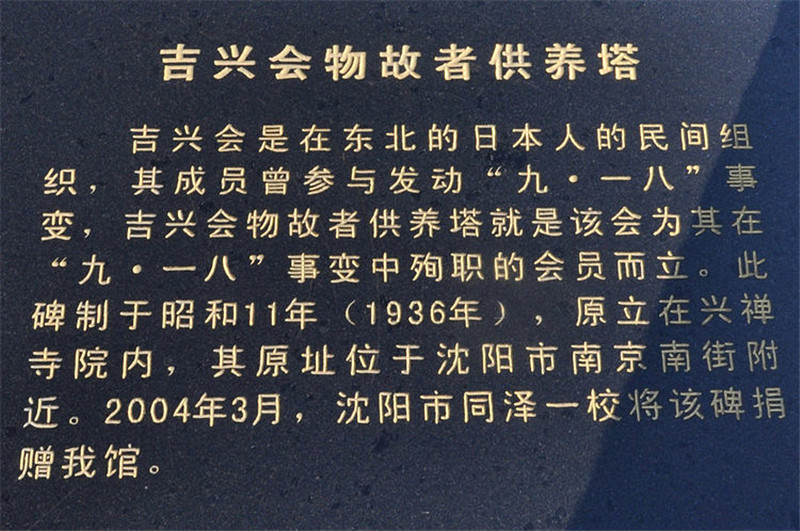 吉兴会物故者供养塔
吉兴会是在东北的日本人的民间组
织，其成员曾参与发动“九·一八”事
变，吉兴会物故者供养塔就是该会为其在
“九·一八”事变中殉职的会员而立。此
碑制于昭和11年（1936年），原立在兴禅
寺院内，其原址位于沈阳市南京南街附
近。2004年3月，沈阳市同泽一校将该碑捐
赠我馆。